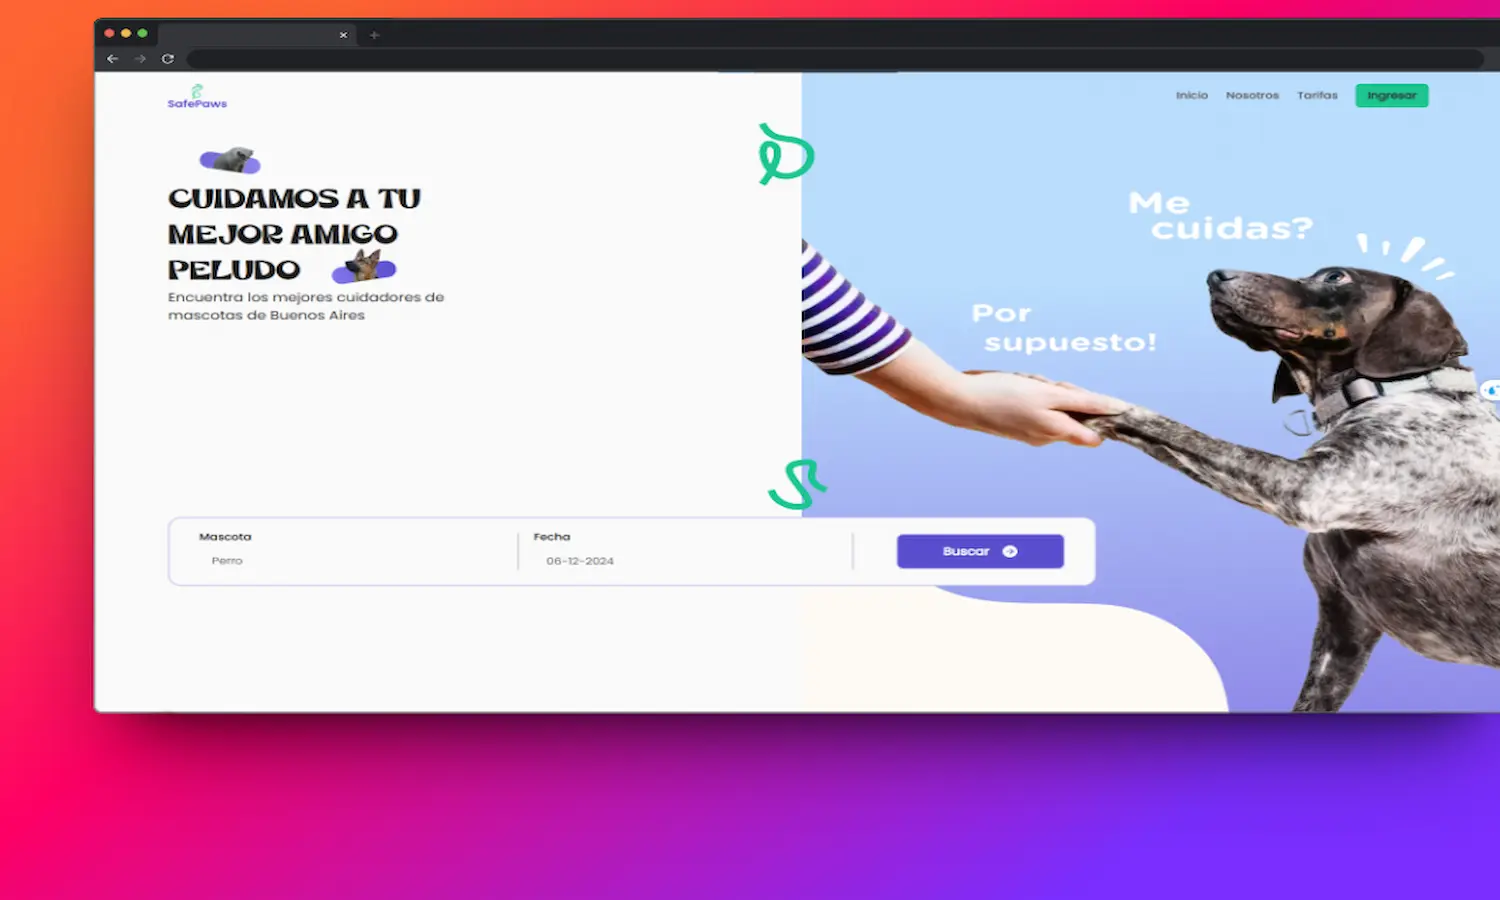 SafePaws
Inicio
Nosotros
Tarifas
Ingresar
CUIDAMOS A TU
MEJOR AMIGO
PELUDO
Encuentra los mejores cuidadores de
mascotas de Buenos Aires
Me
cuidas?
Por
supuesto!
Mascota
Perro
Fecha
06-12-2024
Buscar